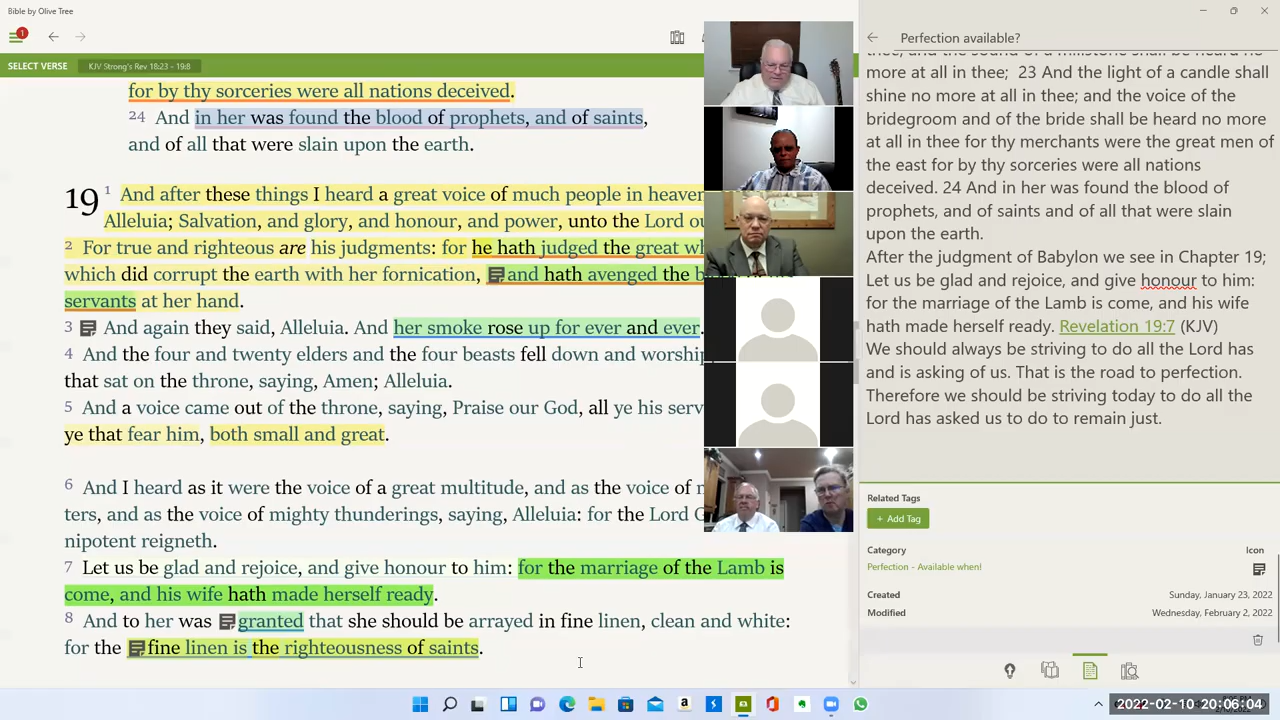 Bible by Olive Tree
1
SELECT VERSE
KJV Strong's Rev 18:23 - 19:8
for by thy sorceries were all nations deceived.
24 And in her was found the blood of prophets, and of saints,
and of all that were slain upon the earth.
19 1 And after these things I heard a great voice of much people in heaven
Alleluia; Salvation, and glory, and honour, and power, unto the Lord
2 For true and righteous are his judgments: for he hath judged the great
which did corrupt the earth with her fornication, and hath avenged the
servants at her hand.
3 And again they said, Alleluia. And her smoke rose up for ever and ever.
4 And the four and twenty elders and the four beasts fell down and
that sat on the throne, saying, Amen; Alleluia.
5 And a voice came out of the throne, saying, Praise our God, all ye his
ye that fear him, both small and great.
6 And I heard as it were the voice of a great multitude, and as the voice of
ters, and as the voice of mighty thunderings, saying, Alleluia: for the Lord
nipotent reigneth.
7 Let us be glad and rejoice, and give honour to him: for the marriage of the Lamb is
come, and his wife hath made herself ready.
8 And to her was granted that she should be arrayed in fine linen, clean and white:
for the fine linen is the righteousness of saints.
Perfection available?
thee; and the sound of a millstone shall be heard no
more at all in thee; 23 And the light of a candle shall
shine no more at all in thee; and the voice of the
bridegroom and of the bride shall be heard no more
at all in thee for thy merchants were the great men of
the east for by thy sorceries were all nations
deceived. 24 And in her was found the blood of
prophets, and of saints and of all that were slain
upon the earth.
After the judgment of Babylon we see in Chapter 19;
Let us be glad and rejoice, and give honour to him:
for the marriage of the Lamb is come, and his wife
hath made herself ready. Revelation 19:7 (KJV)
We should always be striving to do all the Lord has
and is asking of us. That is the road to perfection.
Therefore we should be striving today to do all the
Lord has asked us to do to remain just.
Related Tags
+ Add Tag
Category Icon
Perfection - Available when!
Created Sunday, January 23, 2022
Modified Wednesday, February 2, 2022
2022-02-10 20:06:04